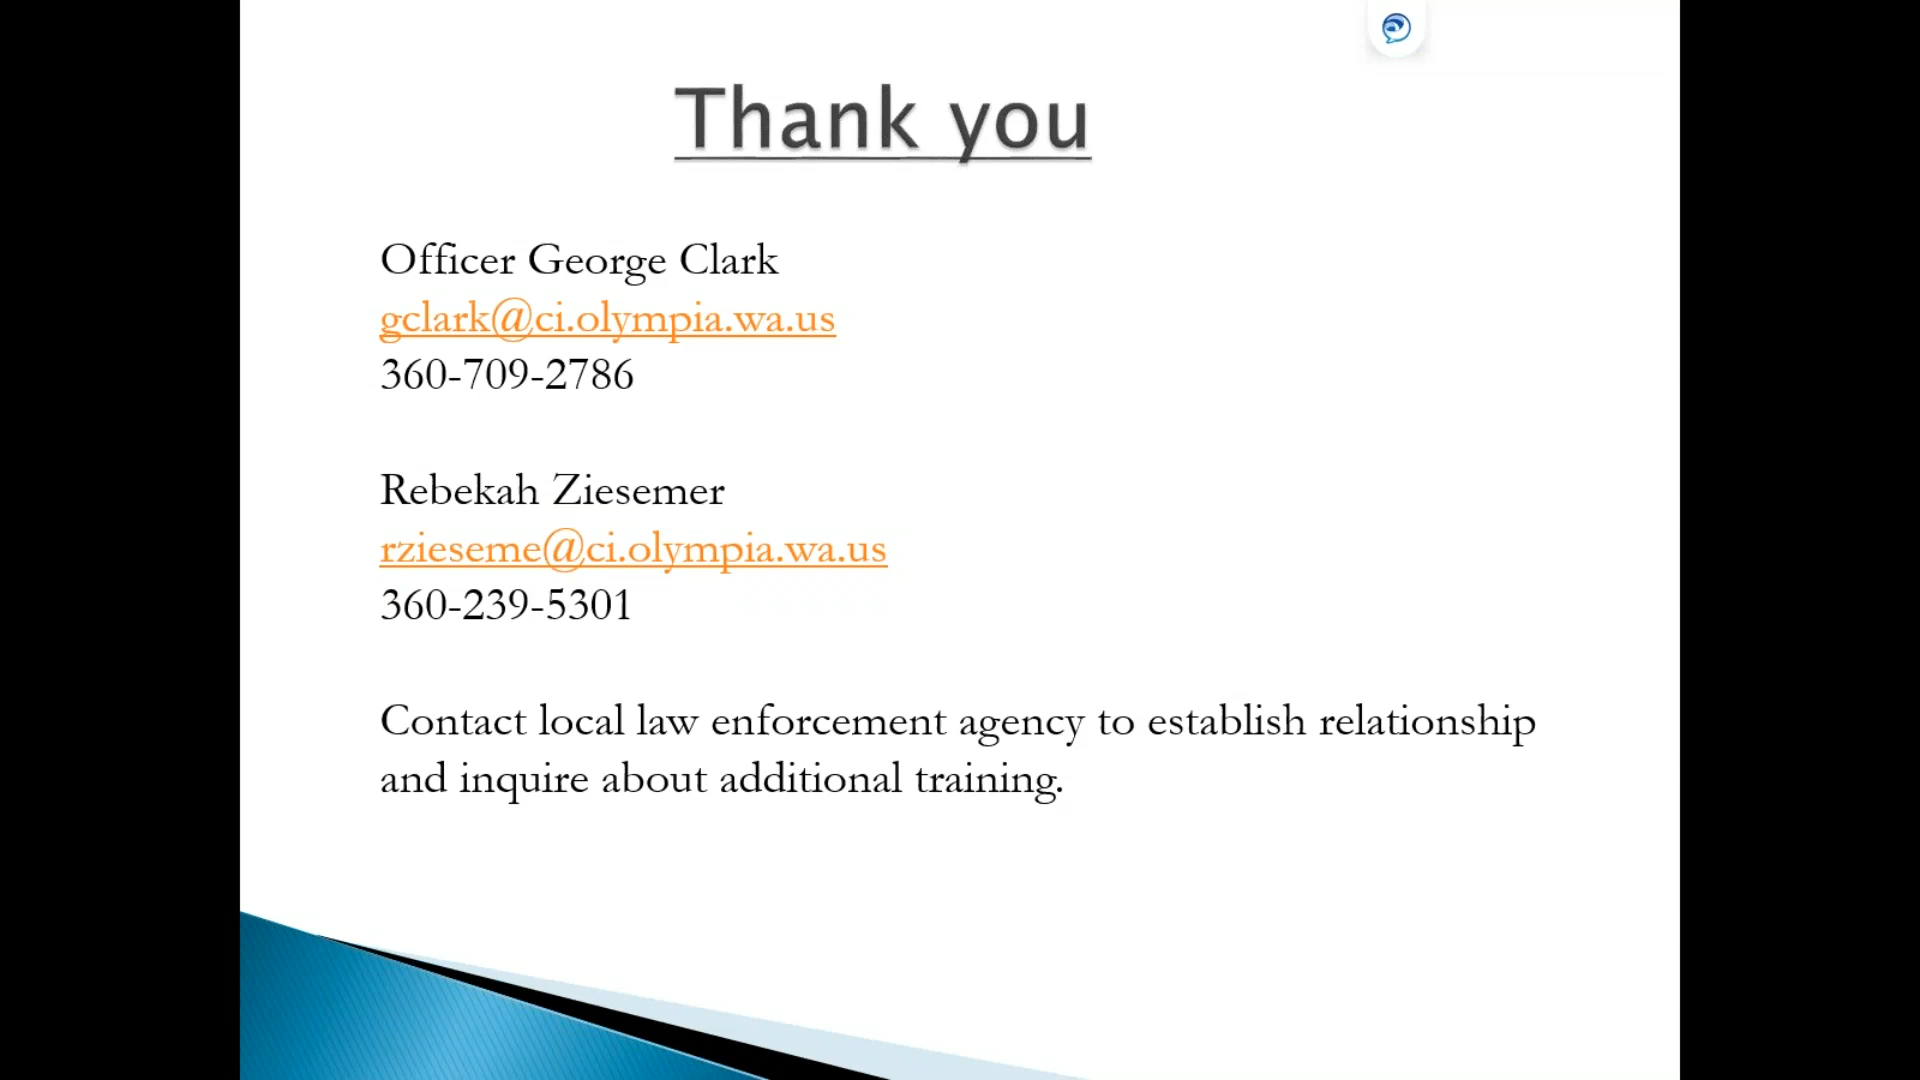 Thank you
Officer George Clark
gclark@ci.olympia.wa.us
360-709-2786
Rebekah Ziesemer
rzieseme@ci.olympia.wa.us
360-239-5301
Contact local law enforcement agency to establish relationship
and inquire about additional training.